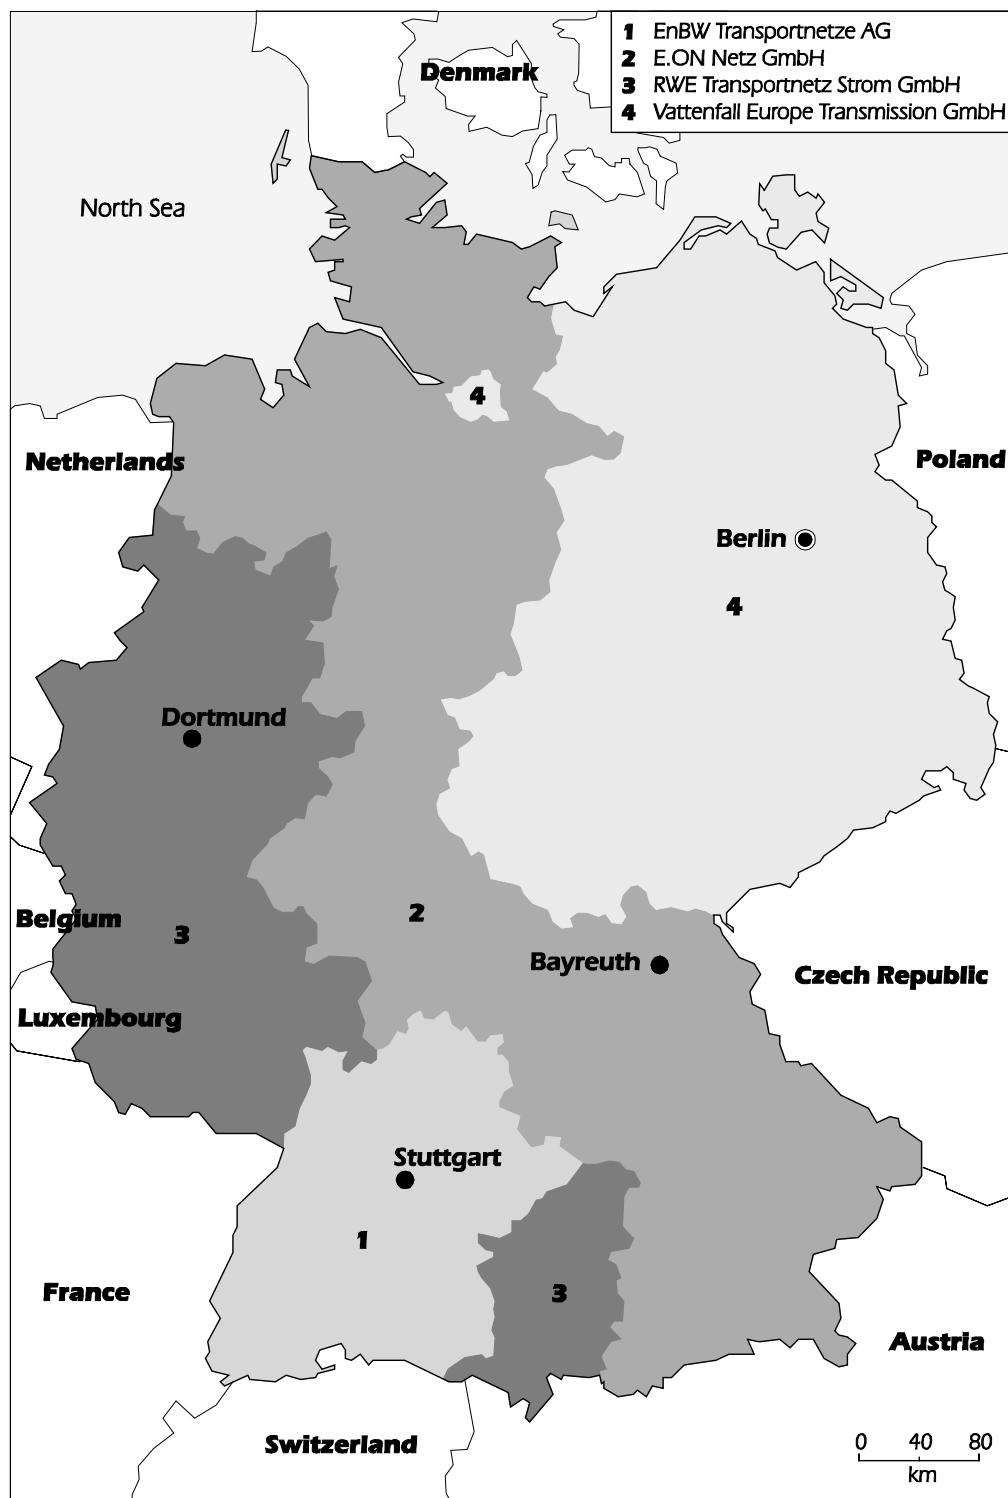 1 EnBW Transportnetze AG
2 E.ON Netz GmbH
3 RWE Transportnetz Strom GmbH
4 Vattenfall Europe Transmission GmbH
Denmark
North Sea
4
Netherlands
Poland
Berlin
4
Dortmund
2
Belgium
3
Bayreuth
Czech Republic
Luxembourg
Stuttgart
1
France
3
Austria
Switzerland
0 40 80
km